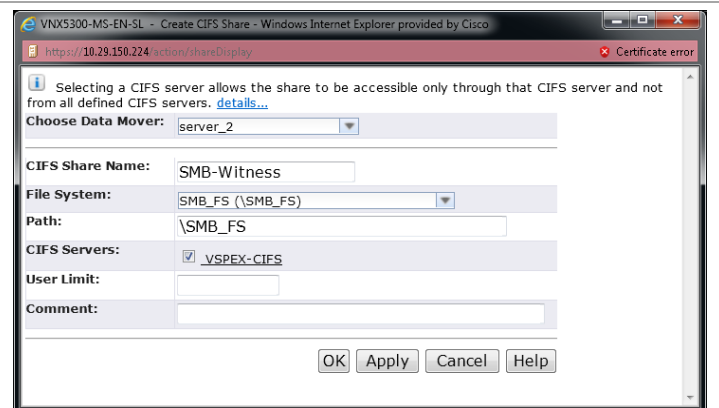 VNX5300-MS-EN-SL - Create CIFS Share - Windows Internet Explorer provided by Cisco
https://10.29.150.224/action/shareDisplay
Certificate error
Selecting a CIFS server allows the share to be accessible only through that CIFS server and not
from all defined CIFS servers. details...
Choose Data Mover: server_2
CIFS Share Name: SMB-Witness
File System: SMB_FS (\SMB_FS)
Path: \SMB_FS
CIFS Servers: VSPEX-CIFS
User Limit:
Comment:
OK Apply Cancel Help